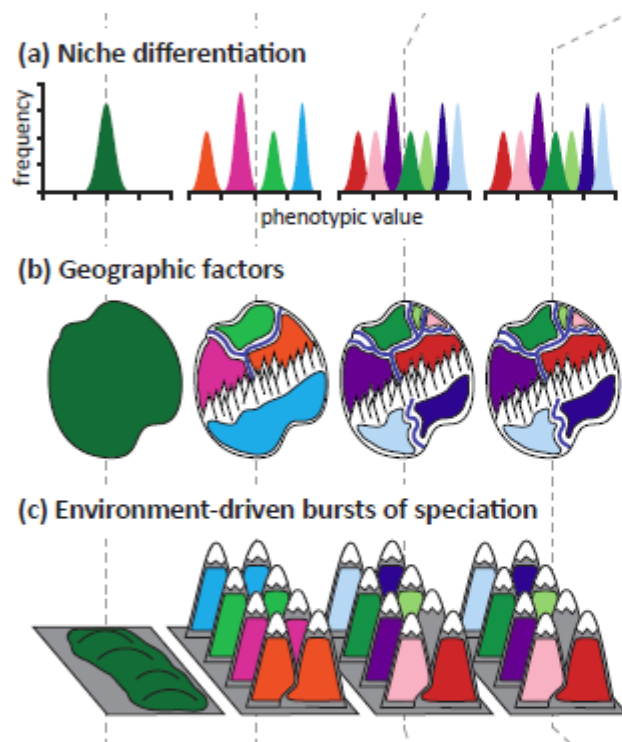 (a) Niche differentiation
frequency
phenotypic value
(b) Geographic factors
(c) Environment-driven bursts of speciation